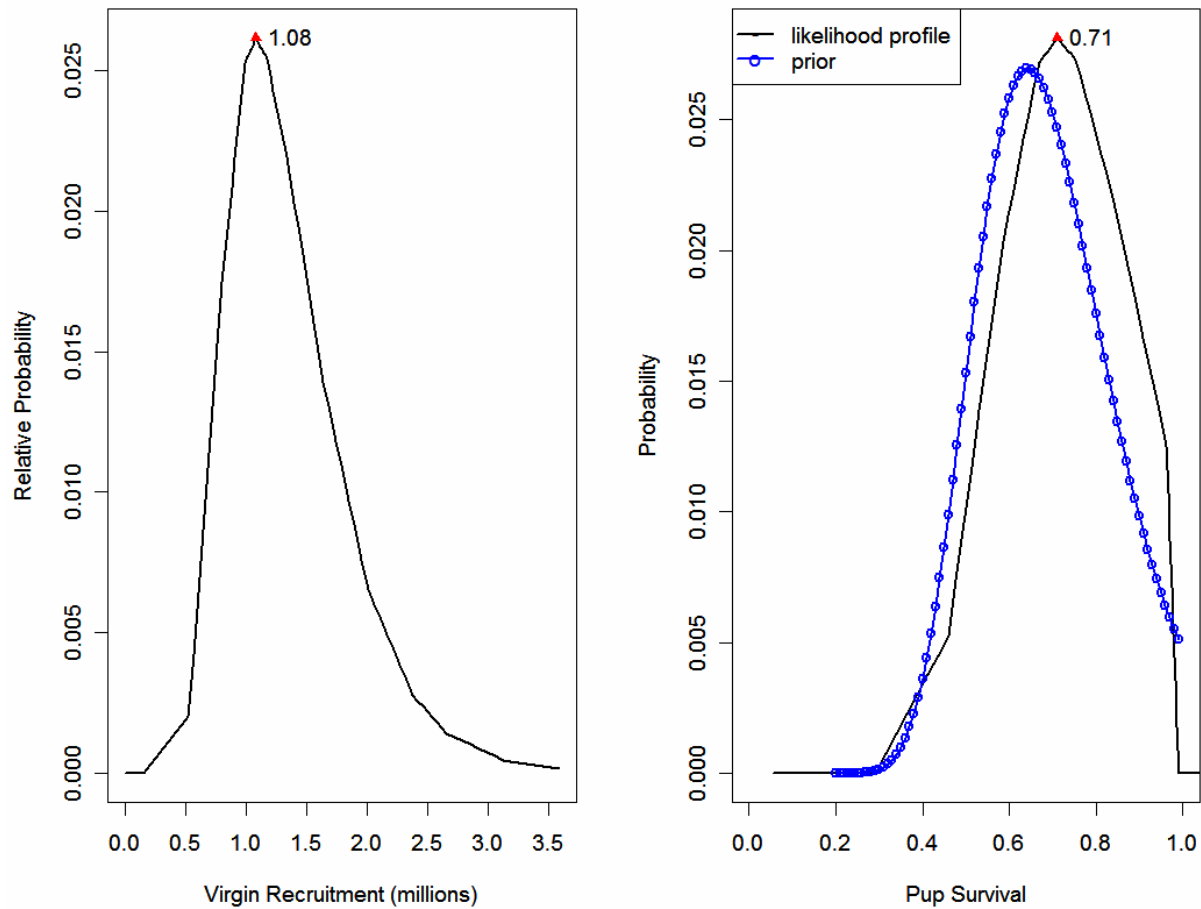 1.08
0.025
0.020
0.015
0.010
0.005
0.000
Relative Probability
0.0 0.5 1.0 1.5 2.0 2.5 3.0 3.5
Virgin Recruitment (millions)
likelihood profile
prior
0.71
0.025
0.020
0.015
0.010
0.005
0.000
Probability
0.0 0.2 0.4 0.6 0.8 1.0
Pup Survival